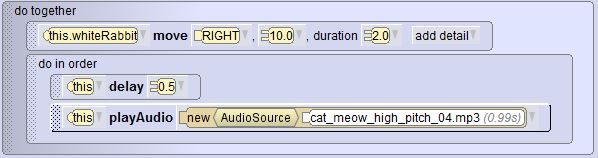 do together
this.whiteRabbit move RIGHT , 10.0 , duration 2.0 add detail
do in order
this delay 0.5
this playAudio new AudioSource cat_meow_high_pitch_04.mp3 (0.99s)